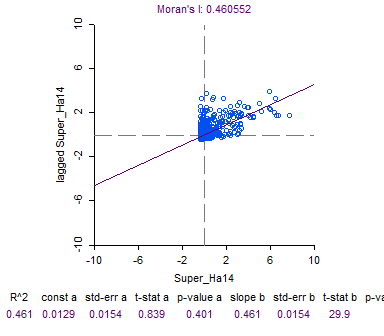 Moran's I: 0.460552
lagged Super_Ha14
10
6
2
-2
-6
-10
-10 -6 -2 2 6 10
Super_Ha14
R^2 const a std-err a t-stat a p-value a slope b std-err b t-stat b p-va
0.461 0.0129 0.0154 0.839 0.401 0.461 0.0154 29.9